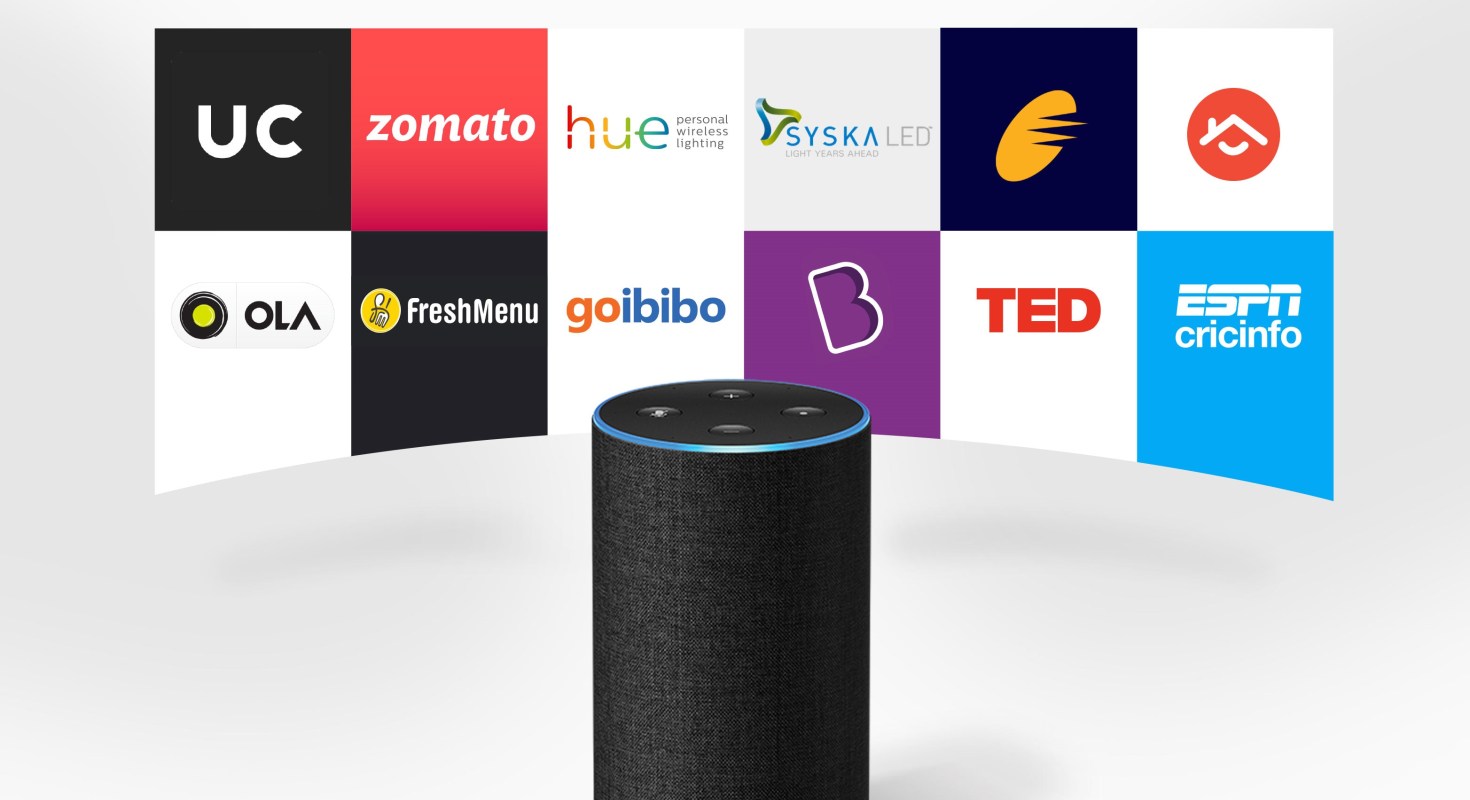 UC
zomato
hue
personal
wireless
lighting
SYSKA LED
LIGHT YEARS AHEAD
OLA
FreshMenu
goibibo
B
TED
ESPN
cricinfo